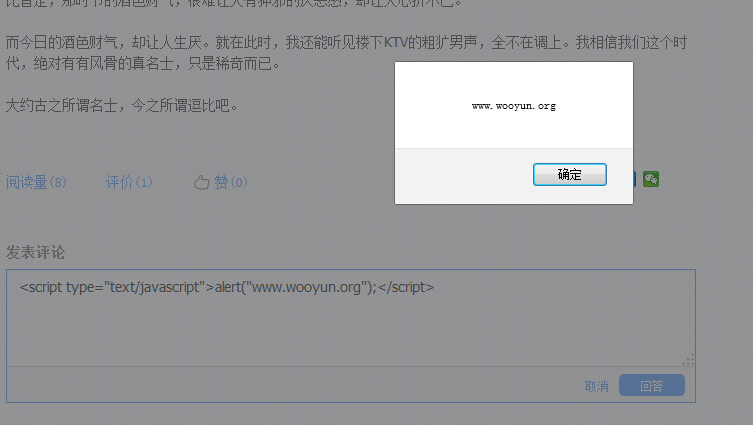 而今日的酒色财气，却让人生厌。就在此时，我还能听见楼下KTV的粗犷男声，全不在调上。我相信我们这个时
代，绝对有有风骨的真名士，只是稀奇而已。
大约古之所谓名士，今之所谓逗比吧。
www.wooyun.org
确定
阅读量(8) 评价(1) 赞(0)
发表评论
<script type="text/javascript">alert("www.wooyun.org");</script>
取消 回答